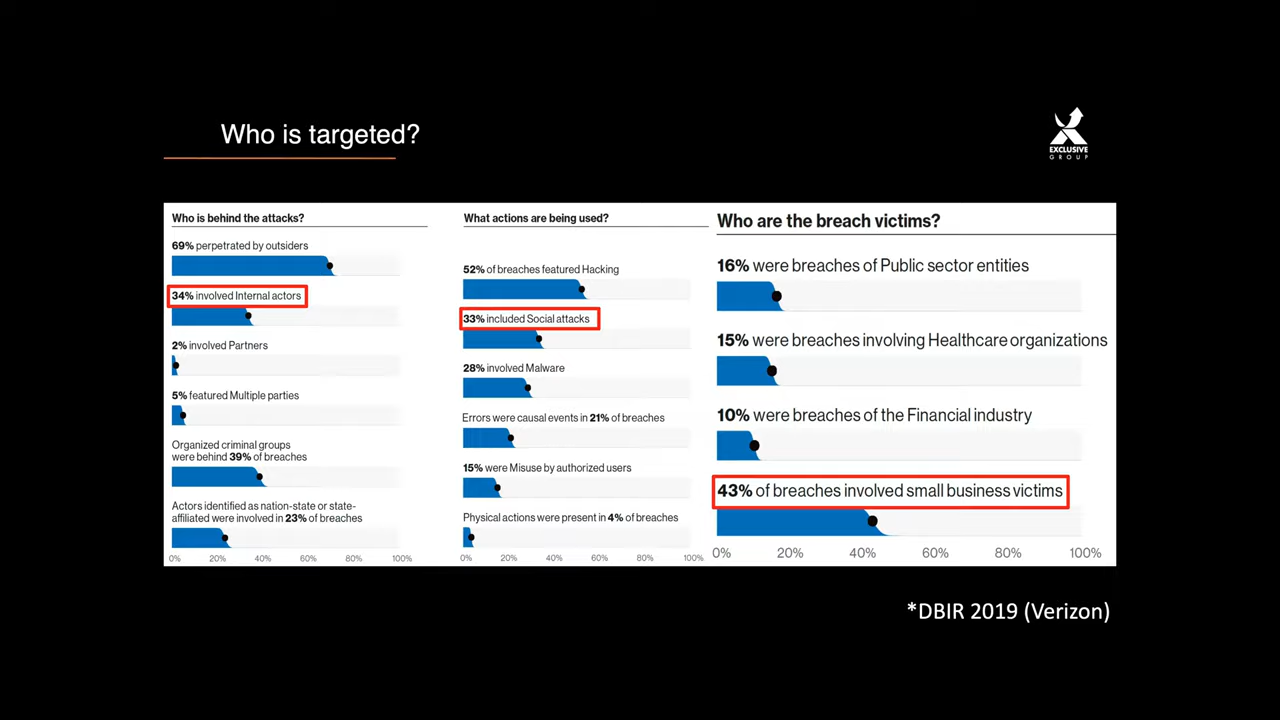 Who is targeted?
EXCLUSIVE
GROUP
Who is behind the attacks?
69% perpetrated by outsiders
34% involved Internal actors
2% involved Partners
5% featured Multiple parties
Organized criminal groups
were behind 39% of breaches
Actors identified as nation-state or state-
affiliated were involved in 23% of breaches
0% 20% 40% 60% 80% 100%
What actions are being used?
52% of breaches featured Hacking
33% included Social attacks
28% involved Malware
Errors were causal events in 21% of breaches
15% were Misuse by authorized users
Physical actions were present in 4% of breaches
0% 20% 40% 60% 80% 100%
Who are the breach victims?
16% were breaches of Public sector entities
15% were breaches involving Healthcare organizations
10% were breaches of the Financial industry
43% of breaches involved small business victims
0% 20% 40% 60% 80% 100%
*DBIR 2019 (Verizon)